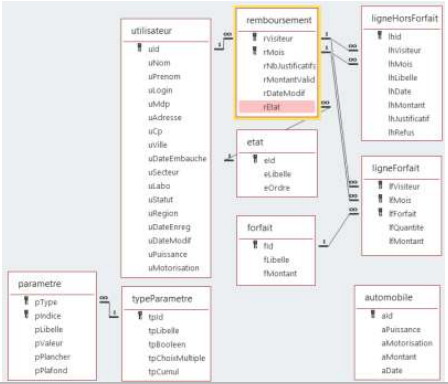 utilisateur
uId
uNom
uPrenom
uLogin
uMdp
uAdresse
uCp
uVille
uDateEmbauche
uSecteur
uLabo
uStatut
uRegion
uDateEnreg
uDateModif
uPuissance
uMotorisation
remboursement
rVisiteur
rMois
rNbJustificatifs
rMontantValid
rDateModif
rEtat
ligneHorsForfait
lhId
lhVisiteur
lhMois
lhLibelle
lhDate
lhMontant
lhJustificatif
lhRefus
etat
eId
eLibelle
eOrdre
ligneForfait
lfVisiteur
lfMois
lfForfait
lfQuantite
lfMontant
forfait
fId
fLibelle
fMontant
parametre
pType
pIndice
pLibelle
pValeur
pPlancher
pPlafond
typeParametre
tpId
tpLibelle
tpBooleen
tpChoixMultiple
tpCumul
automobile
aId
aPuissance
aMotorisation
aMontant
aDate
1
∞
1
∞
1
∞
∞
1
∞
∞
∞
1
∞
1